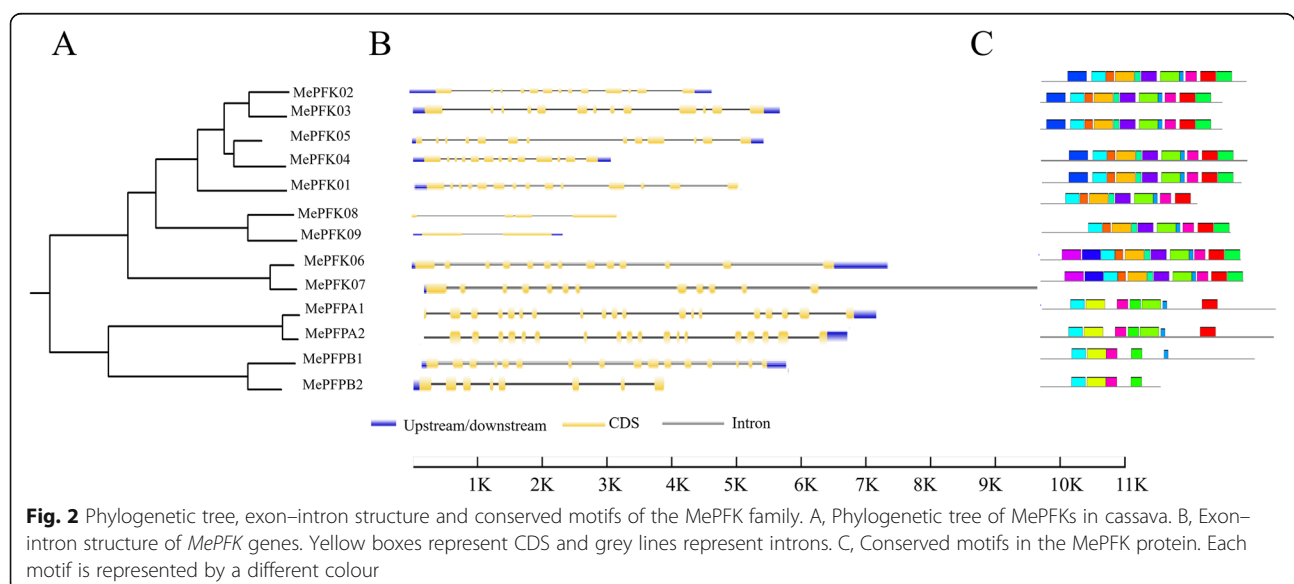 A
B
C
MePFK02
MePFK03
MePFK05
MePFK04
MePFK01
MePFK08
MePFK09
MePFK06
MePFK07
MePFPA1
MePFPA2
MePFPB1
MePFPB2
Upstream/downstream CDS Intron
1K 2K 3K 4K 5K 6K 7K 8K 9K 10K 11K
Fig. 2 Phylogenetic tree, exon–intron structure and conserved motifs of the MePFK family. A, Phylogenetic tree of MePFKs in cassava. B, Exon–
intron structure of MePFK genes. Yellow boxes represent CDS and grey lines represent introns. C, Conserved motifs in the MePFK protein. Each
motif is represented by a different colour